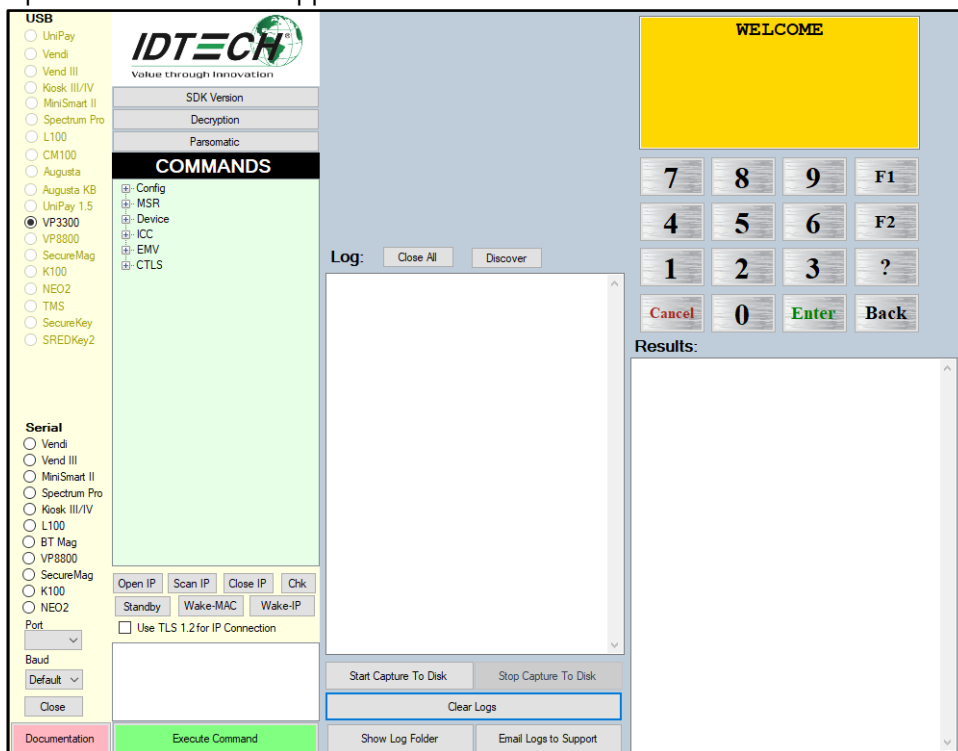 USB
UniPay
Vendi
Vend III
Kiosk III/IV
MiniSmart II
Spectrum Pro
L100
CM100
Augusta
Augusta KB
UniPay 1.5
VP3300
VP8800
SecureMag
K100
NEO2
TMS
SecureKey
SREDKey2
Serial
Vendi
Vend III
MiniSmart II
Spectrum Pro
Kiosk III/IV
L100
BT Mag
VP8800
SecureMag
K100
NEO2
Port
Baud
Default
Close
Documentation
IDTECH®
Value through Innovation
SDK Version
Decryption
Parsomatic
COMMANDS
Config
MSR
Device
ICC
EMV
CTLS
Open IP Scan IP Close IP Chk
Standby Wake-MAC Wake-IP
Use TLS 1.2 for IP Connection
Execute Command
Log: Close All Discover
Start Capture To Disk Stop Capture To Disk
Clear Logs
Show Log Folder Email Logs to Support
WELCOME
7 8 9 F1
4 5 6 F2
1 2 3 ?
Cancel 0 Enter Back
Results: